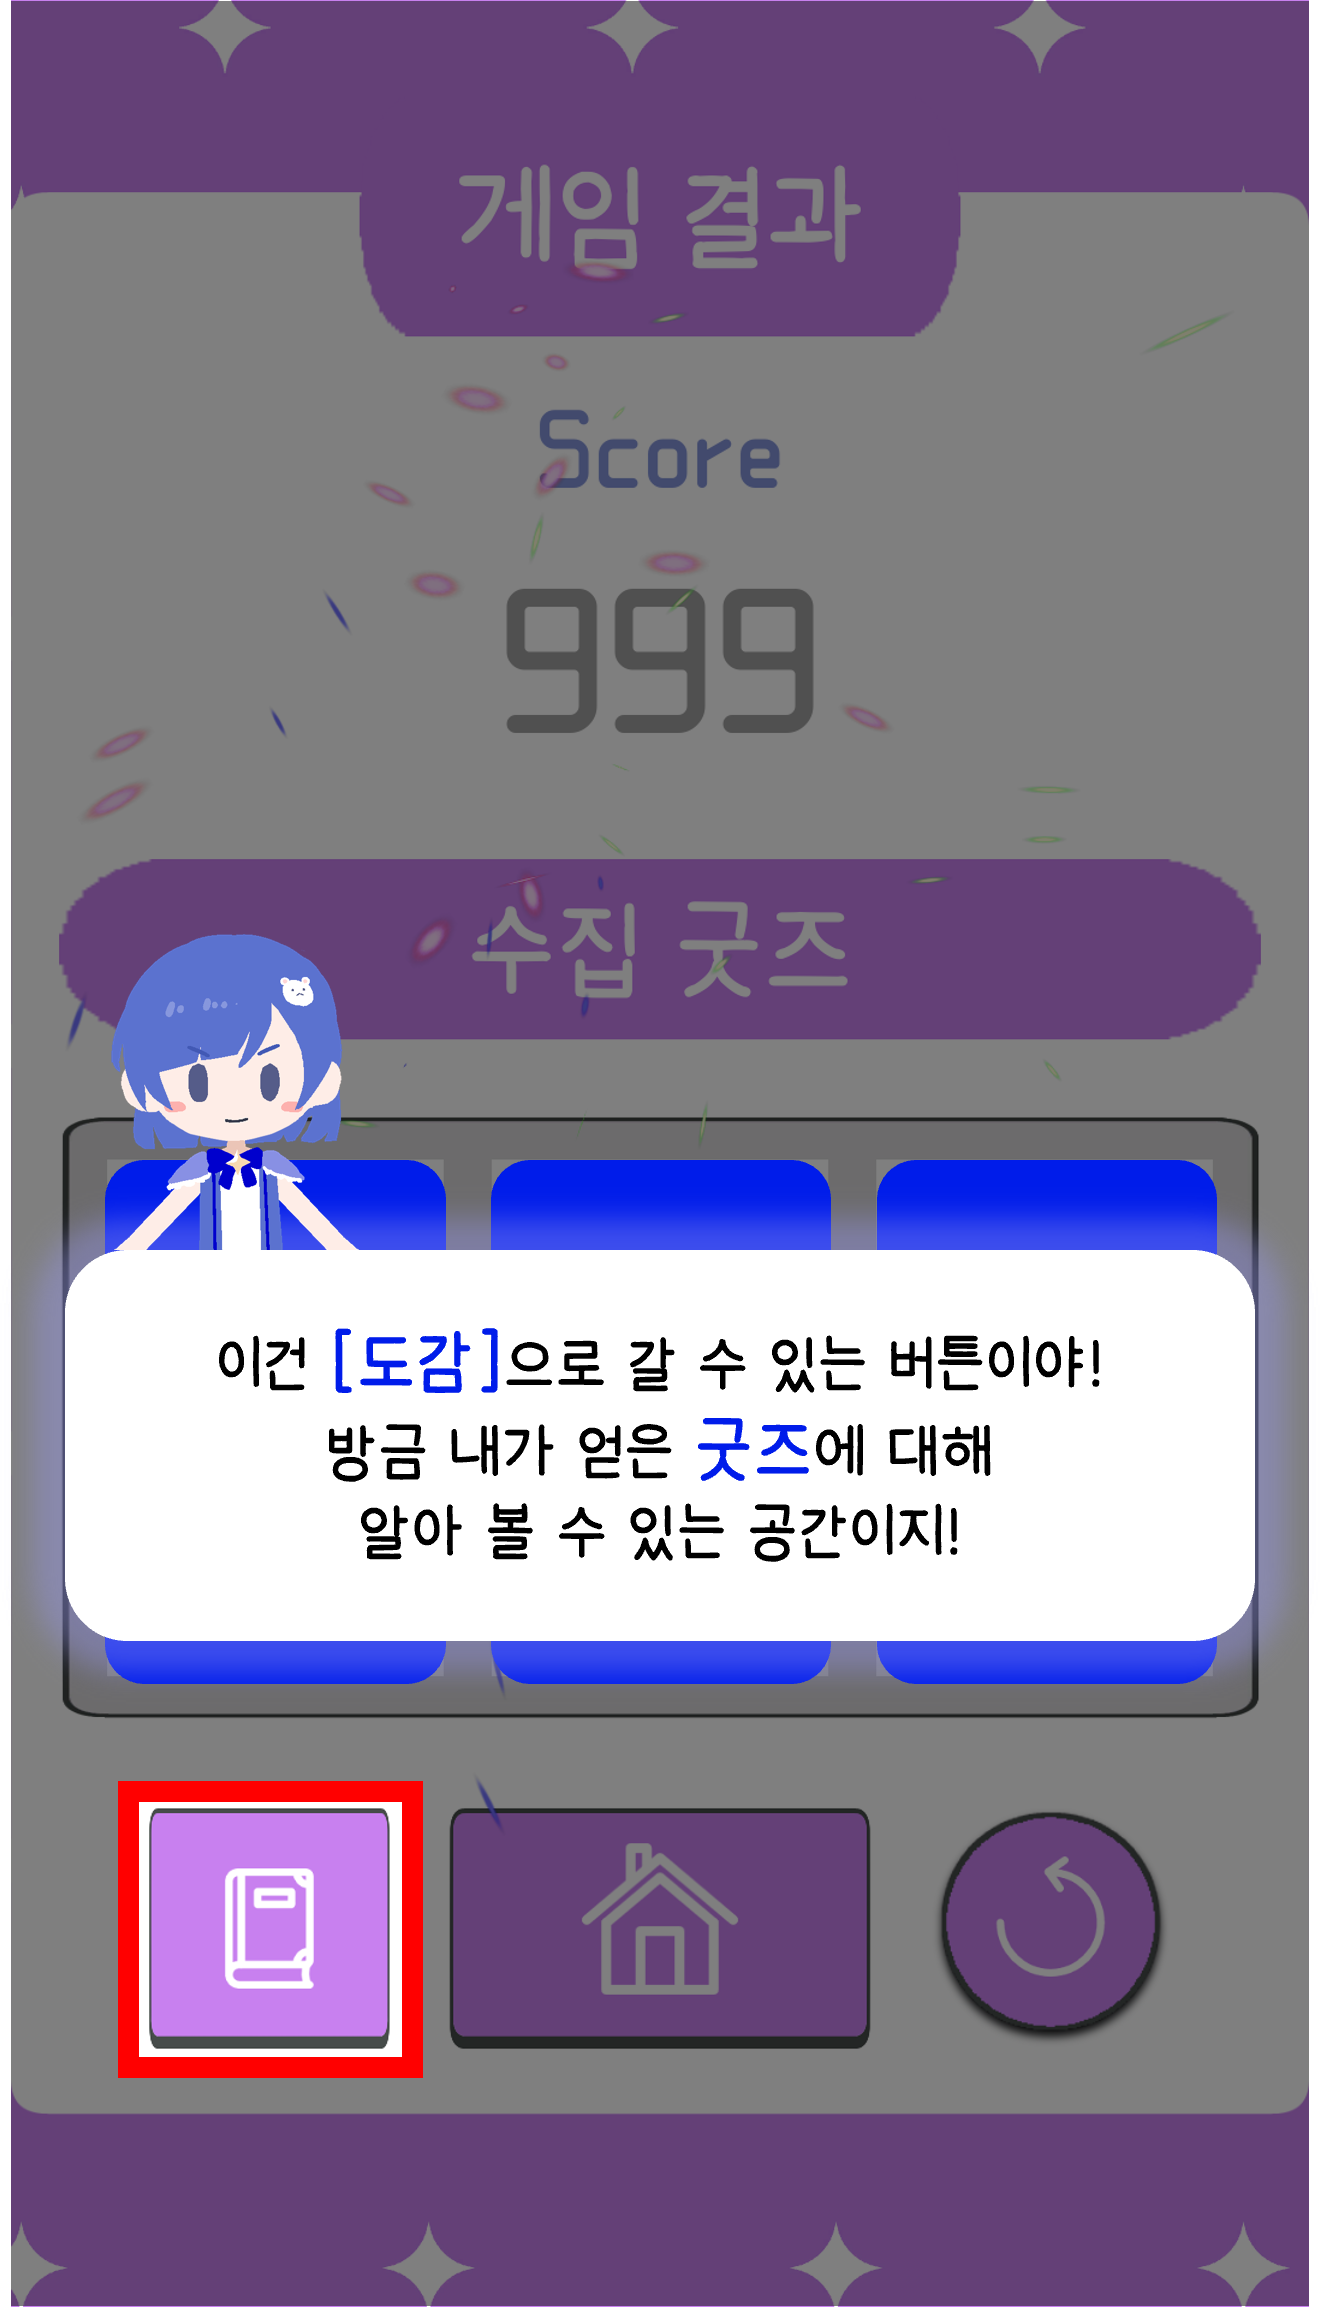 게임 결과
Score
999
수집 굿즈
이건 [도감]으로 갈 수 있는 버튼이야!
방금 내가 얻은 굿즈에 대해
알아 볼 수 있는 공간이지!